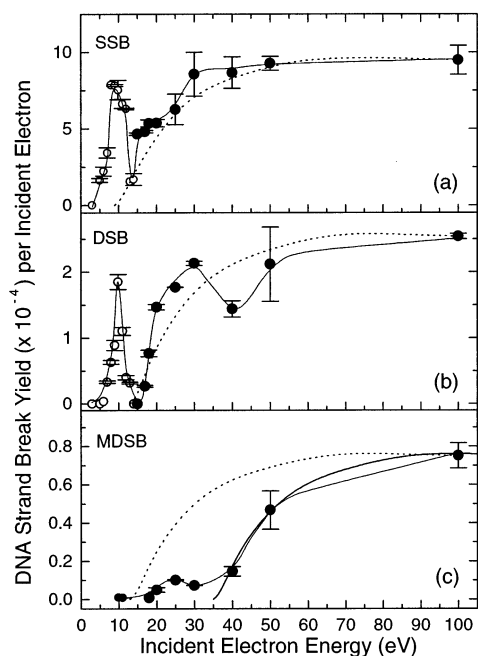 DNA Strand Break Yield (x 10⁻⁴) per Incident Electron
SSB
10
5
0
(a)
DSB
2
1
0
(b)
MDSB
0.8
0.6
0.4
0.2
0.0
(c)
0 10 20 30 40 50 60 70 80 90 100
Incident Electron Energy (eV)